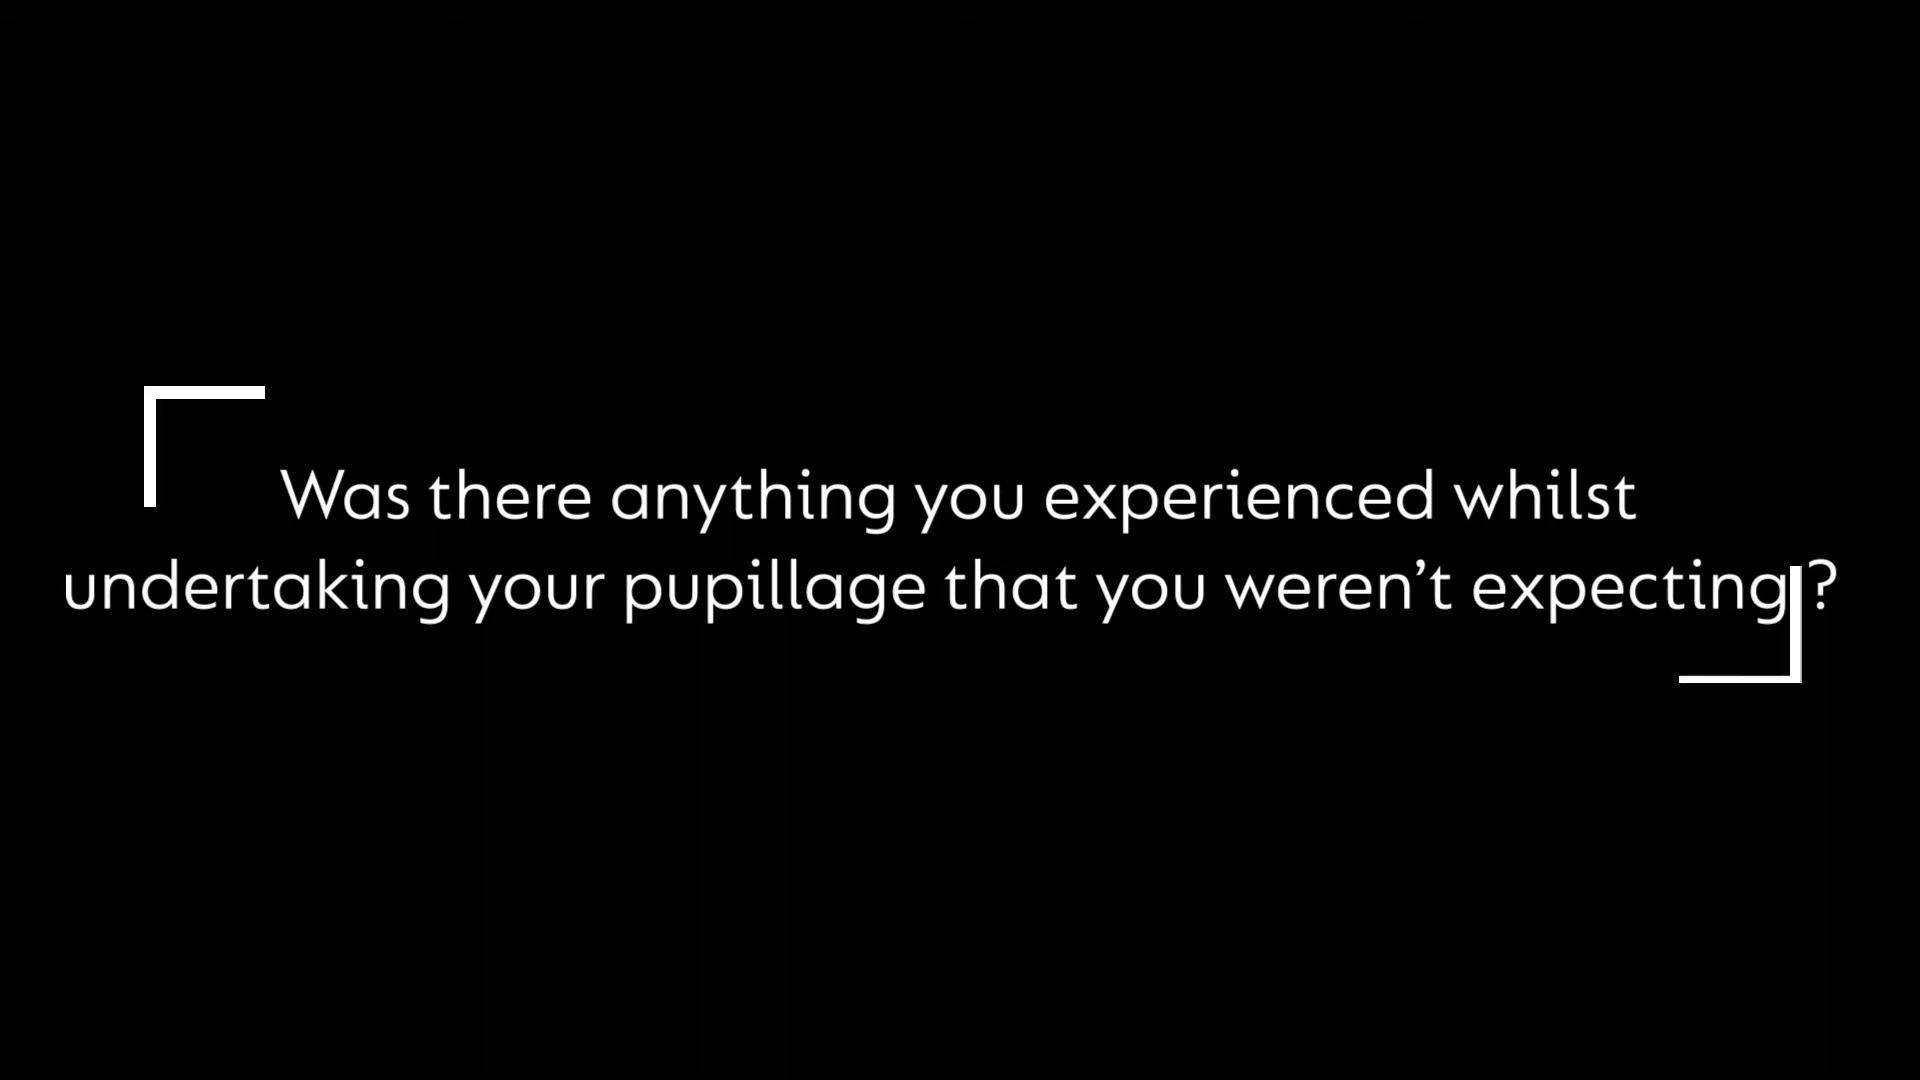 Was there anything you experienced whilst
undertaking your pupillage that you weren’t expecting?